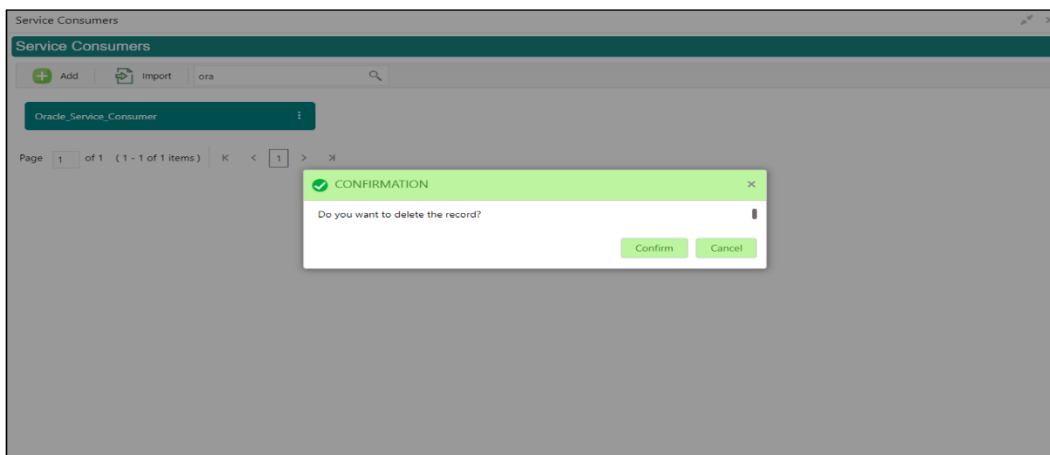 Service Consumers
Service Consumers
Add Import ora
Oracle_Service_Consumer
Page 1 of 1 (1 - 1 of 1 items) K < 1 > >|
CONFIRMATION
Do you want to delete the record?
Confirm Cancel